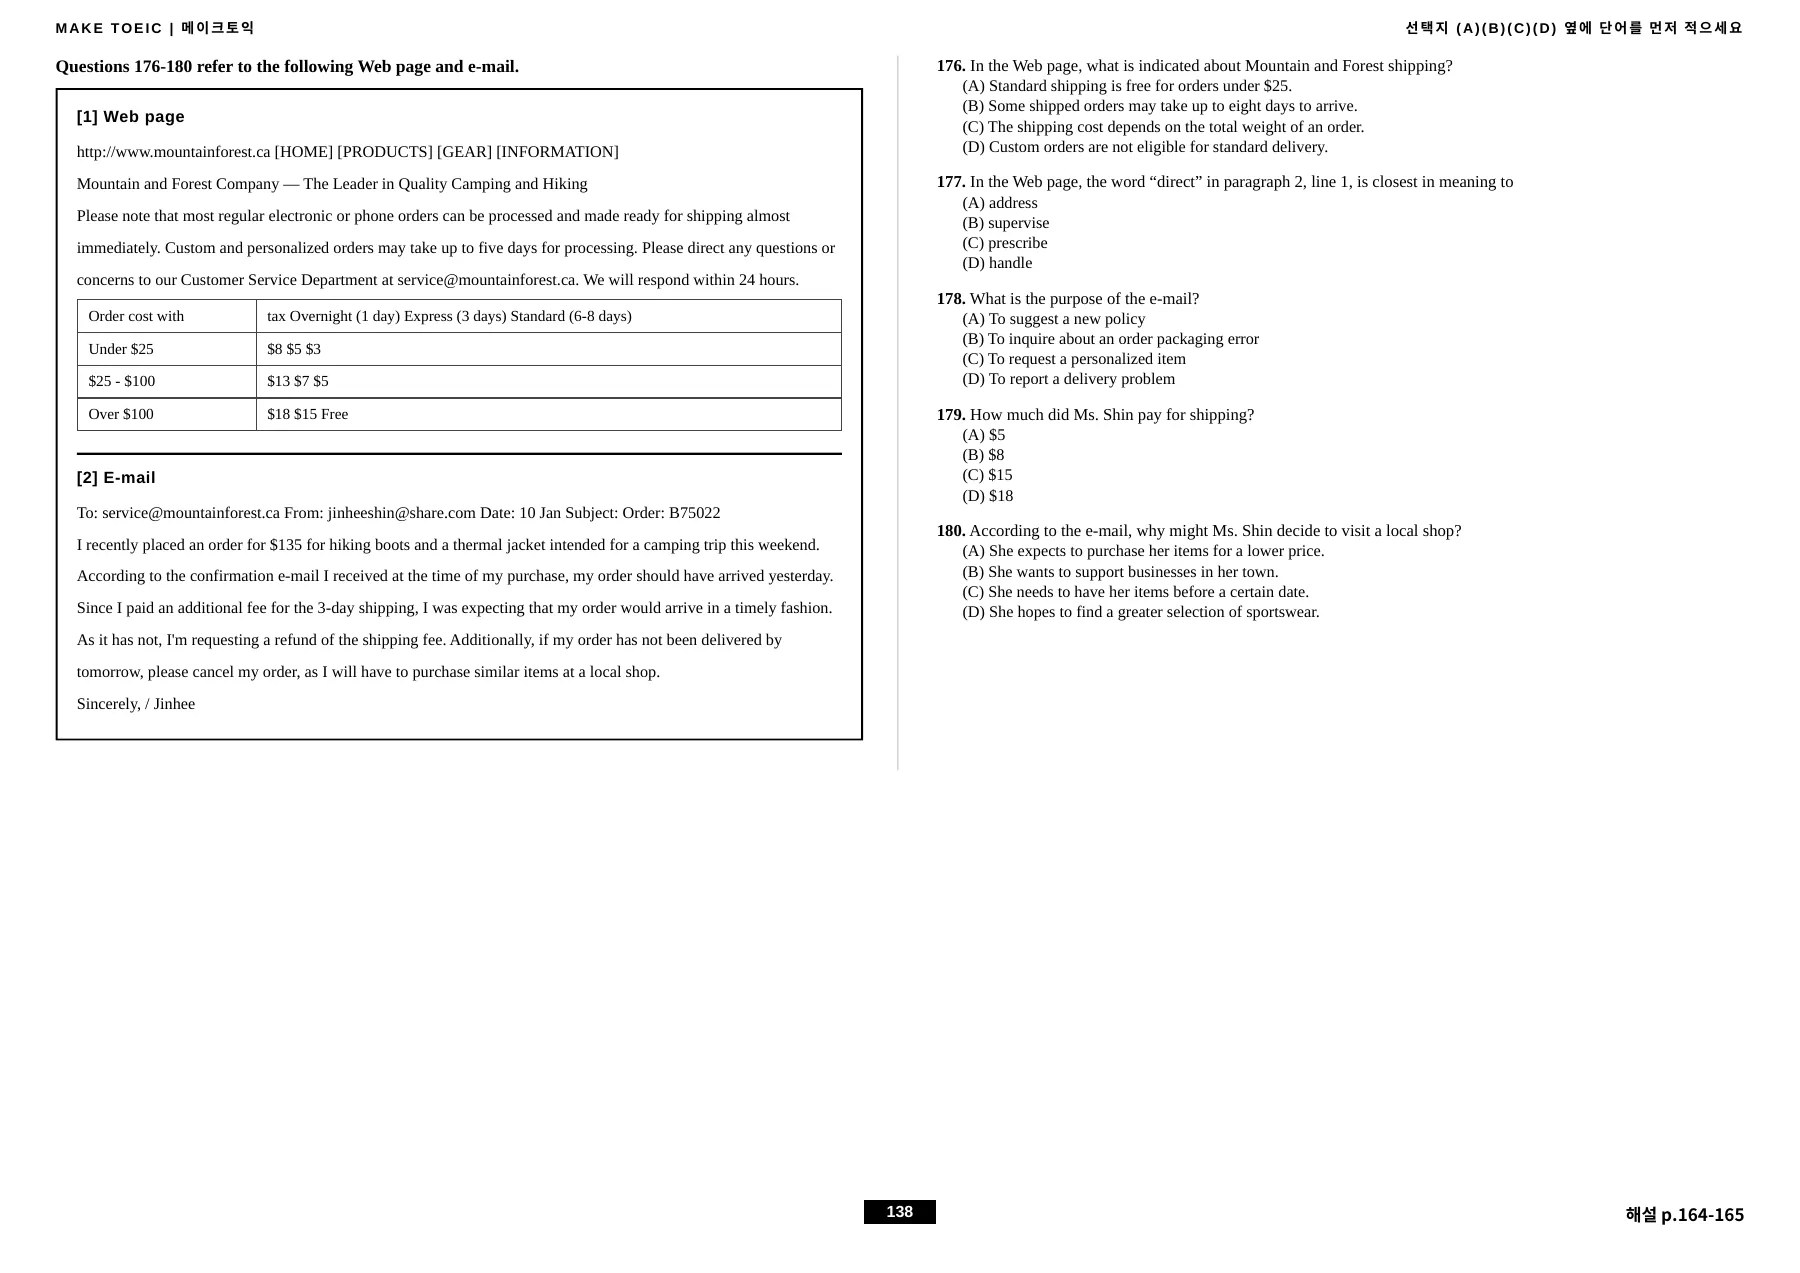 MAKE TOEIC | 메이크토익
선택지 (A)(B)(C)(D) 옆에 단어를 먼저 적으세요
Questions 176-180 refer to the following Web page and e-mail.
[1] Web page
http://www.mountainforest.ca [HOME] [PRODUCTS] [GEAR] [INFORMATION]
Mountain and Forest Company — The Leader in Quality Camping and Hiking
Please note that most regular electronic or phone orders can be processed and made ready for shipping almost
immediately. Custom and personalized orders may take up to five days for processing. Please direct any questions or
concerns to our Customer Service Department at service@mountainforest.ca. We will respond within 24 hours.
Order cost with tax Overnight (1 day) Express (3 days) Standard (6-8 days)
Under $25 $8 $5 $3
$25 - $100 $13 $7 $5
Over $100 $18 $15 Free
[2] E-mail
To: service@mountainforest.ca From: jinheeshin@share.com Date: 10 Jan Subject: Order: B75022
I recently placed an order for $135 for hiking boots and a thermal jacket intended for a camping trip this weekend.
According to the confirmation e-mail I received at the time of my purchase, my order should have arrived yesterday.
Since I paid an additional fee for the 3-day shipping, I was expecting that my order would arrive in a timely fashion.
As it has not, I'm requesting a refund of the shipping fee. Additionally, if my order has not been delivered by
tomorrow, please cancel my order, as I will have to purchase similar items at a local shop.
Sincerely, / Jinhee
176. In the Web page, what is indicated about Mountain and Forest shipping?
(A) Standard shipping is free for orders under $25.
(B) Some shipped orders may take up to eight days to arrive.
(C) The shipping cost depends on the total weight of an order.
(D) Custom orders are not eligible for standard delivery.
177. In the Web page, the word “direct” in paragraph 2, line 1, is closest in meaning to
(A) address
(B) supervise
(C) prescribe
(D) handle
178. What is the purpose of the e-mail?
(A) To suggest a new policy
(B) To inquire about an order packaging error
(C) To request a personalized item
(D) To report a delivery problem
179. How much did Ms. Shin pay for shipping?
(A) $5
(B) $8
(C) $15
(D) $18
180. According to the e-mail, why might Ms. Shin decide to visit a local shop?
(A) She expects to purchase her items for a lower price.
(B) She wants to support businesses in her town.
(C) She needs to have her items before a certain date.
(D) She hopes to find a greater selection of sportswear.
138
해설 p.164-165